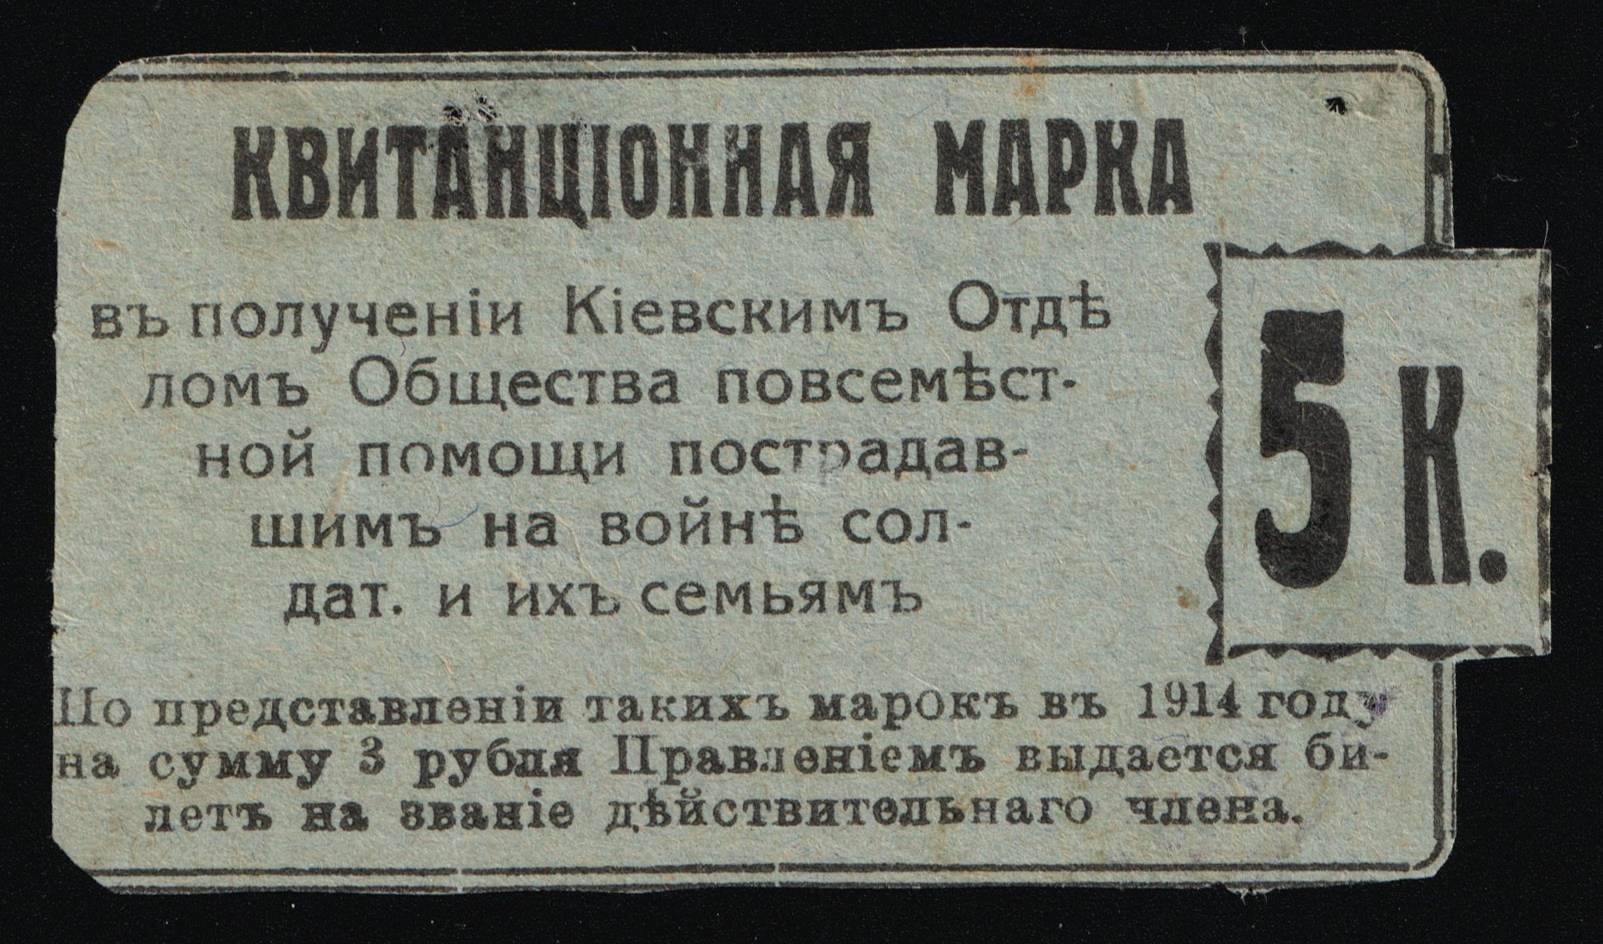 КВИТАНЦІОННАЯ МАРКА
въ полученіи Кіевскимъ Отдѣ
ломъ Общества повсемѣст-
ной помощи пострадав-
шимъ на войнѣ сол-
дат. и ихъ семьямъ
5 К.
По представленіи такихъ марокъ въ 1914 году
на сумму 3 рубля Правленіемъ выдается би-
летъ на званіе дѣйствительнаго члена.